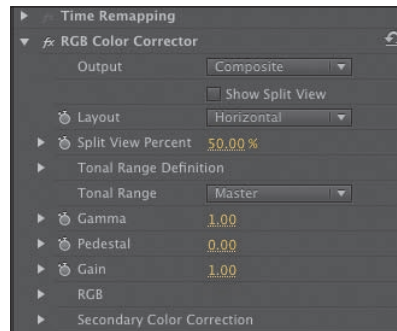 Time Remapping
fx RGB Color Corrector
Output Composite
Show Split View
Layout Horizontal
Split View Percent 50.00 %
Tonal Range Definition
Tonal Range Master
Gamma 1.00
Pedestal 0.00
Gain 1.00
RGB
Secondary Color Correction